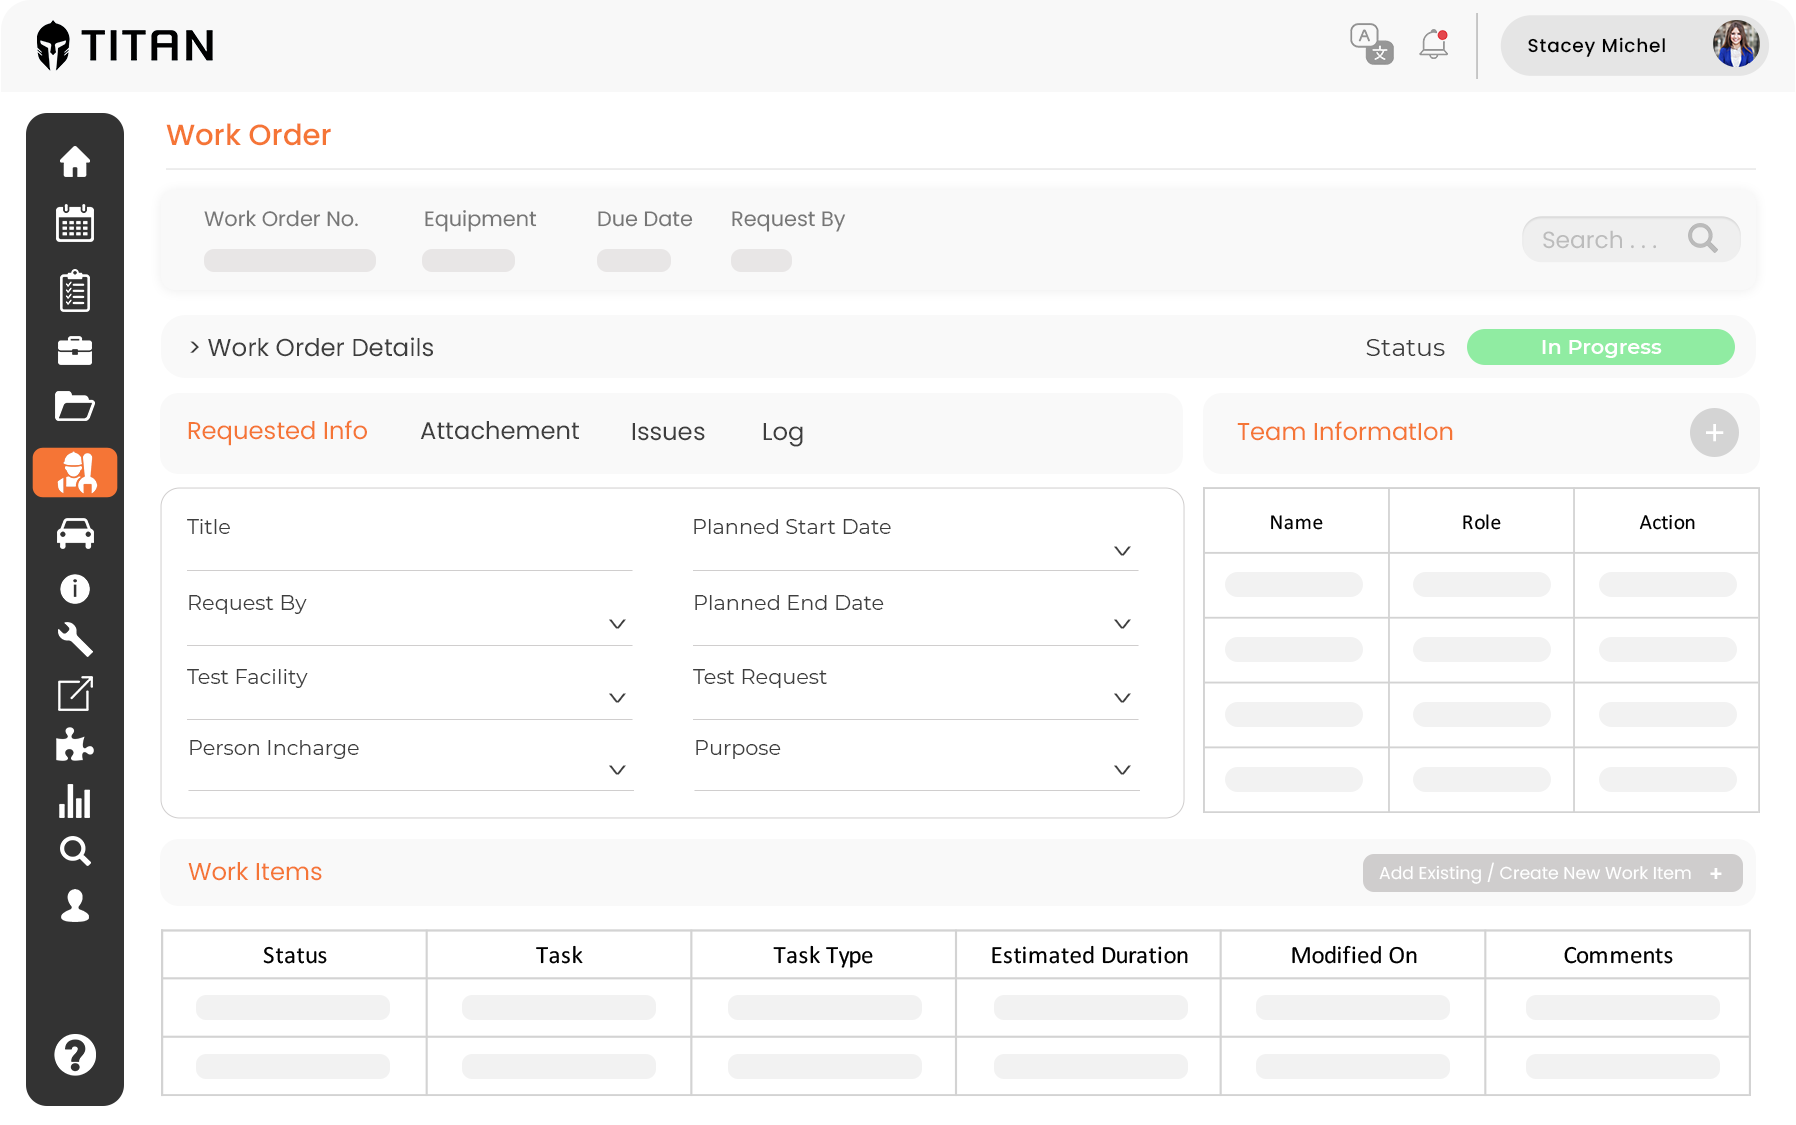 TITAN
A 文
Stacey Michel
Work Order
Work Order No. Equipment Due Date Request By
Search . . .
> Work Order Details Status In Progress
Requested Info Attachement Issues Log
Team InformatIon +
Title Planned Start Date
Request By Planned End Date
Test Facility Test Request
Person Incharge Purpose
Name Role Action
Work Items
Add Existing / Create New Work Item +
Status Task Task Type Estimated Duration Modified On Comments